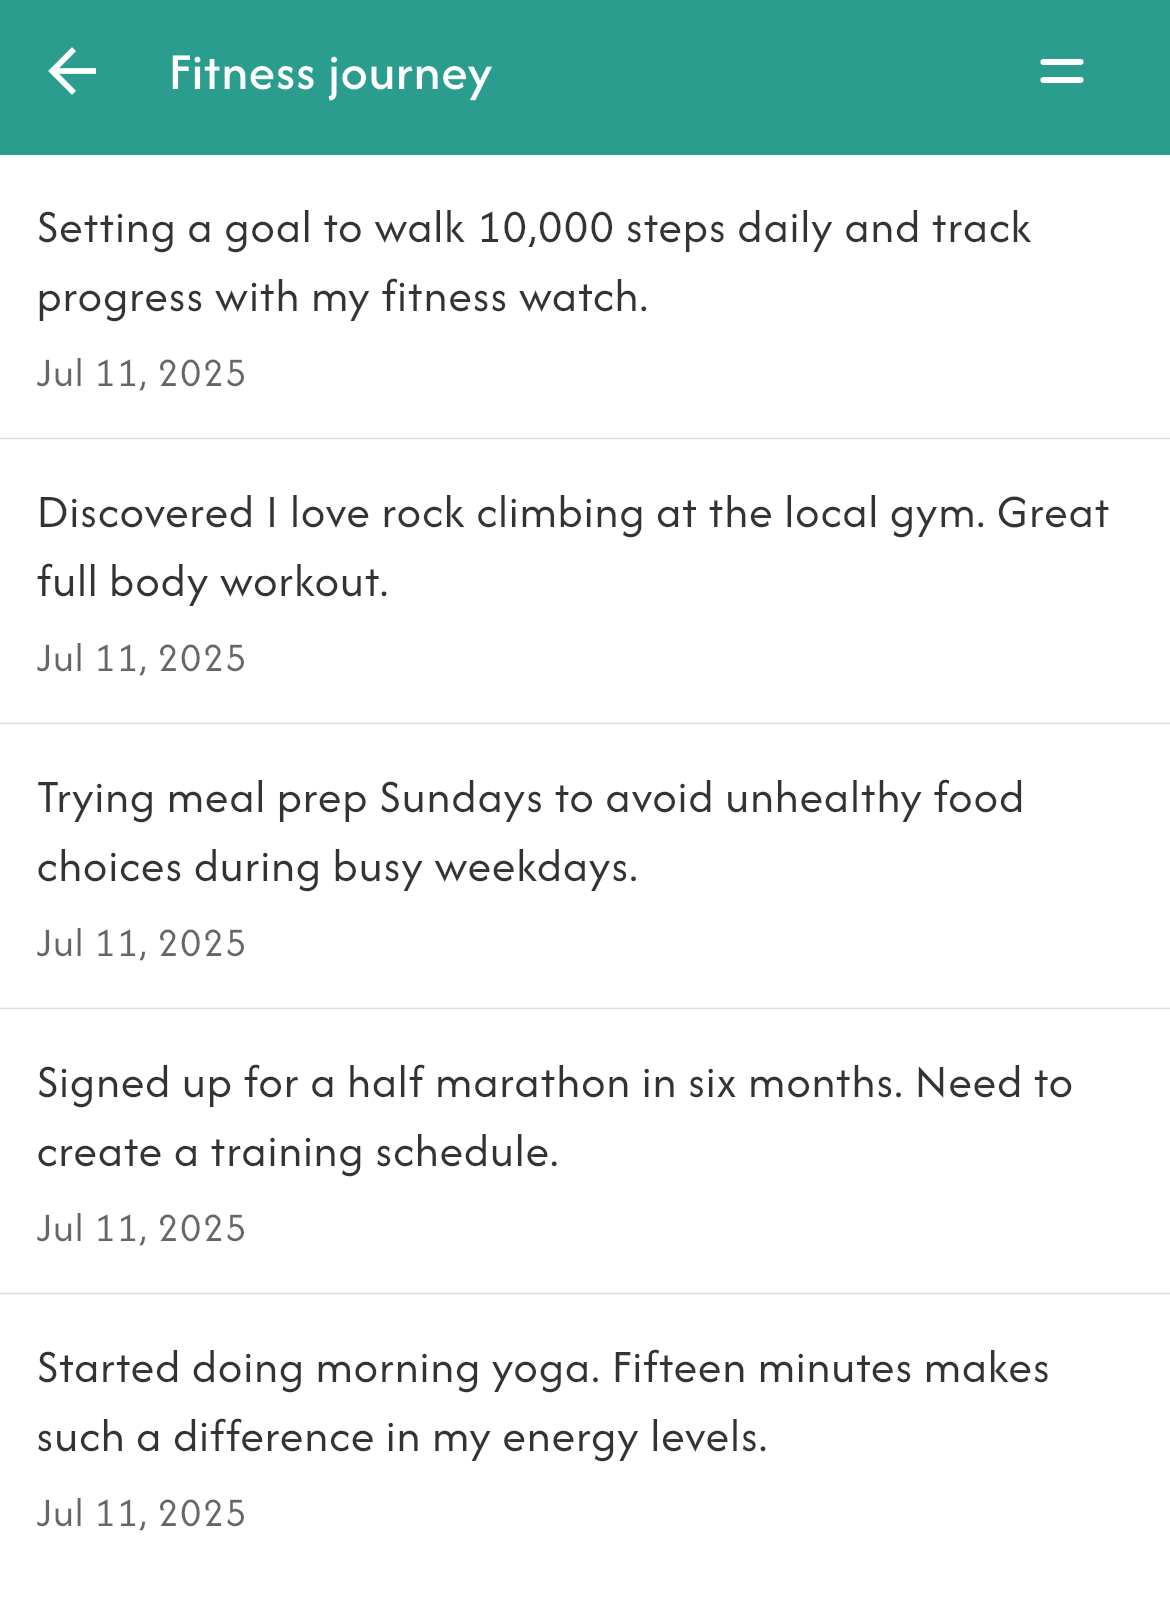 Fitness journey
Setting a goal to walk 10,000 steps daily and track
progress with my fitness watch.
Jul 11, 2025
Discovered I love rock climbing at the local gym. Great
full body workout.
Jul 11, 2025
Trying meal prep Sundays to avoid unhealthy food
choices during busy weekdays.
Jul 11, 2025
Signed up for a half marathon in six months. Need to
create a training schedule.
Jul 11, 2025
Started doing morning yoga. Fifteen minutes makes
such a difference in my energy levels.
Jul 11, 2025